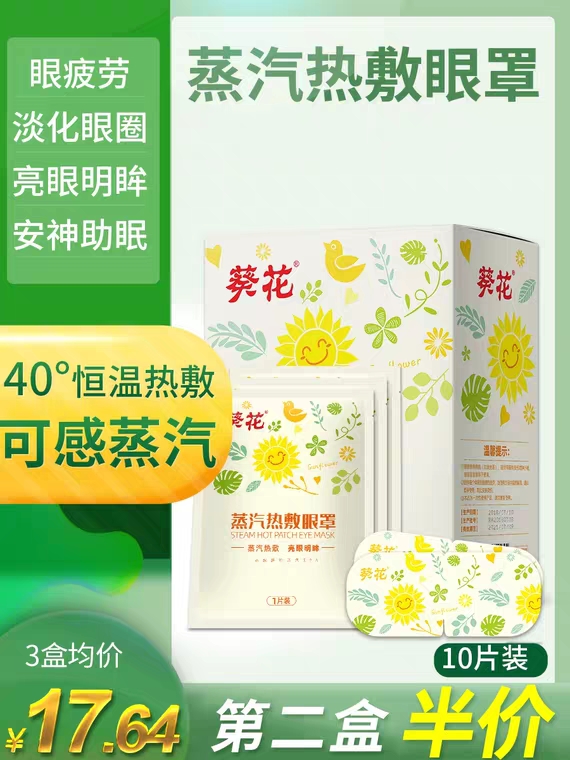 眼疲劳
淡化眼圈
亮眼明眸
安神助眠
蒸汽热敷眼罩
40°恒温热敷
可感蒸汽
葵花®
葵花
温馨提示:
葵花
Sunflower
蒸汽热敷眼罩
STEAM HOT PATCH EYE MASK
蒸汽热敷 亮眼明眸
1片装
葵花
10片装
3盒均价
¥17.64
第二盒半价